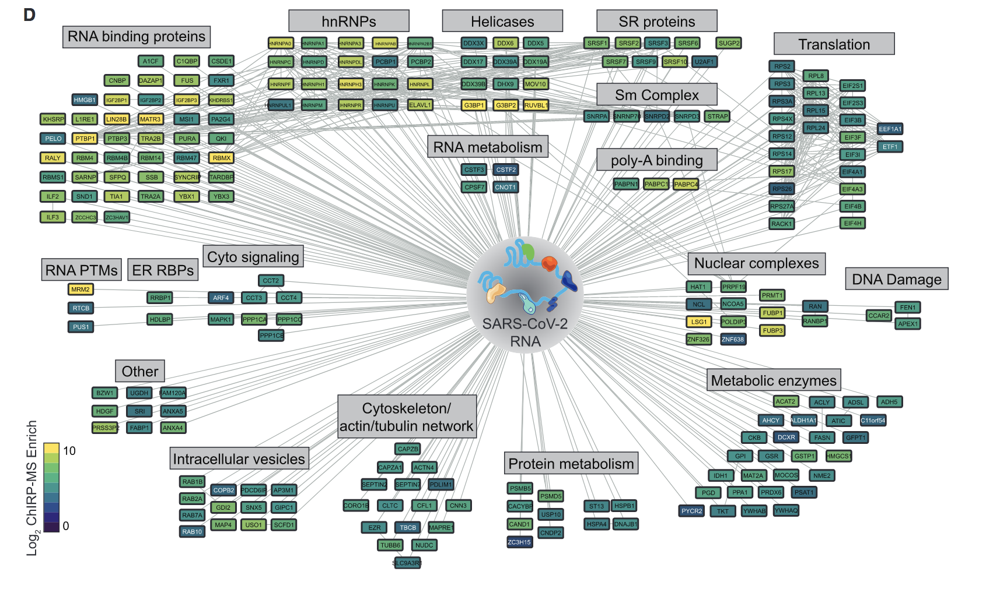 D
RNA binding proteins
A1CF C1QBP CSDE1
CNBP DAZAP1 FUS FXR1
HMGB1 IGF2BP1 IGF2BP2 IGF2BP3 KHDRBS1
KHSRP L1RE1 LIN28B MATR3 MSI1 PA2G4
PELO PTBP1 PTBP3 TRA2B PURA QKI
RALY RBM4 RBM4B RBM14 RBM47 RBMX
RBMS1 SARNP SFPQ SSB SYNCRIP TARDBP
ILF2 SND1 TIA1 TRA2A YBX1 YBX3
ILF3 ZCCHC3 ZC3HAV1
hnRNPs
HNRNPA0 HNRNPA1 HNRNPA3 HNRNPAB HNRNPA2B1
HNRNPC HNRNPD HNRNPDL PCBP1 PCBP2
HNRNPF HNRNPH1 HNRNPH3 HNRNPK HNRNPL
HNRNPUL1 HNRNPM HNRNPR HNRNPU ELAVL1
Helicases
DDX3X DDX6 DDX5
DDX17 DDX39A DDX19A
DDX39B DHX9 MOV10
G3BP1 G3BP2 RUVBL1
SR proteins
SRSF1 SRSF2 SRSF3 SRSF6 SUGP2
SRSF7 SRSF9 SRSF10 U2AF1
Sm Complex
SNRPA SNRNP70 SNRPD2 SNRPD3 STRAP
RNA metabolism
CSTF3 CSTF2
CPSF7 CNOT1
poly-A binding
PABPN1 PABPC1 PABPC4
Translation
RPS2
RPS3
RPS3A
RPS4X
RPS12
RPS14
RPS17
RPS26
RPS27A
RACK1
RPL8
RPL13
RPL15
RPL24
EIF2S1
EIF2S3
EIF3B
EIF3F
EIF3I
EIF4A1
EIF4A3
EIF4B
EIF4H
EEF1A1
ETF1
RNA PTMs
MRM2
RTCB
PUS1
ER RBPs
RRBP1
HDLBP
Cyto signaling
CCT2
ARF4 CCT3 CCT4
MAPK1 PPP1CA PPP1CC
PPP1CB
SARS-CoV-2
RNA
Nuclear complexes
HAT1 PRPF19
NCL NCOA5
LSG1 POLDIP3
ZNF326 ZNF638
PRMT1
FUBP1
FUBP3
RAN
RANBP1
DNA Damage
CCAR2
FEN1
APEX1
Other
BZW1 UGDH FAM120A
HDGF SRI ANXA5
PRSS3P2 FABP1 ANXA4
Log2 ChIRP-MS Enrich
10
0
Intracellular vesicles
RAB1B
RAB2A
RAB7A
RAB10
COPB2 PDCD6IP AP3M1
GDI2 SNX5 GIPC1
MAP4 USO1 SCFD1
Cytoskeleton/
actin/tubulin network
CAPZB
CAPZA1 ACTN4
SEPTIN2 SEPTIN7 PDLIM1
CORO1B CLTC CFL1 CNN3
EZR TBCB MAPRE1
TUBB6 NUDC
SLC9A3R1
Protein metabolism
PSMB5
CACYBP
CAND1
ZC3H15
PSMD5
USP10
CNDP2
ST13 HSPB1
HSPA4 DNAJB1
Metabolic enzymes
ACAT2 ACLY ADSL ADH5
AHCY ALDH1A1 ATIC C11orf54
CKB DCXR FASN GFPT1
GPI GSR GSTP1 HMGCS1
IDH1 MAT2A MOCOS NME2
PGD PPA1 PRDX6 PSAT1
PYCR2 TKT YWHAB YWHAQ